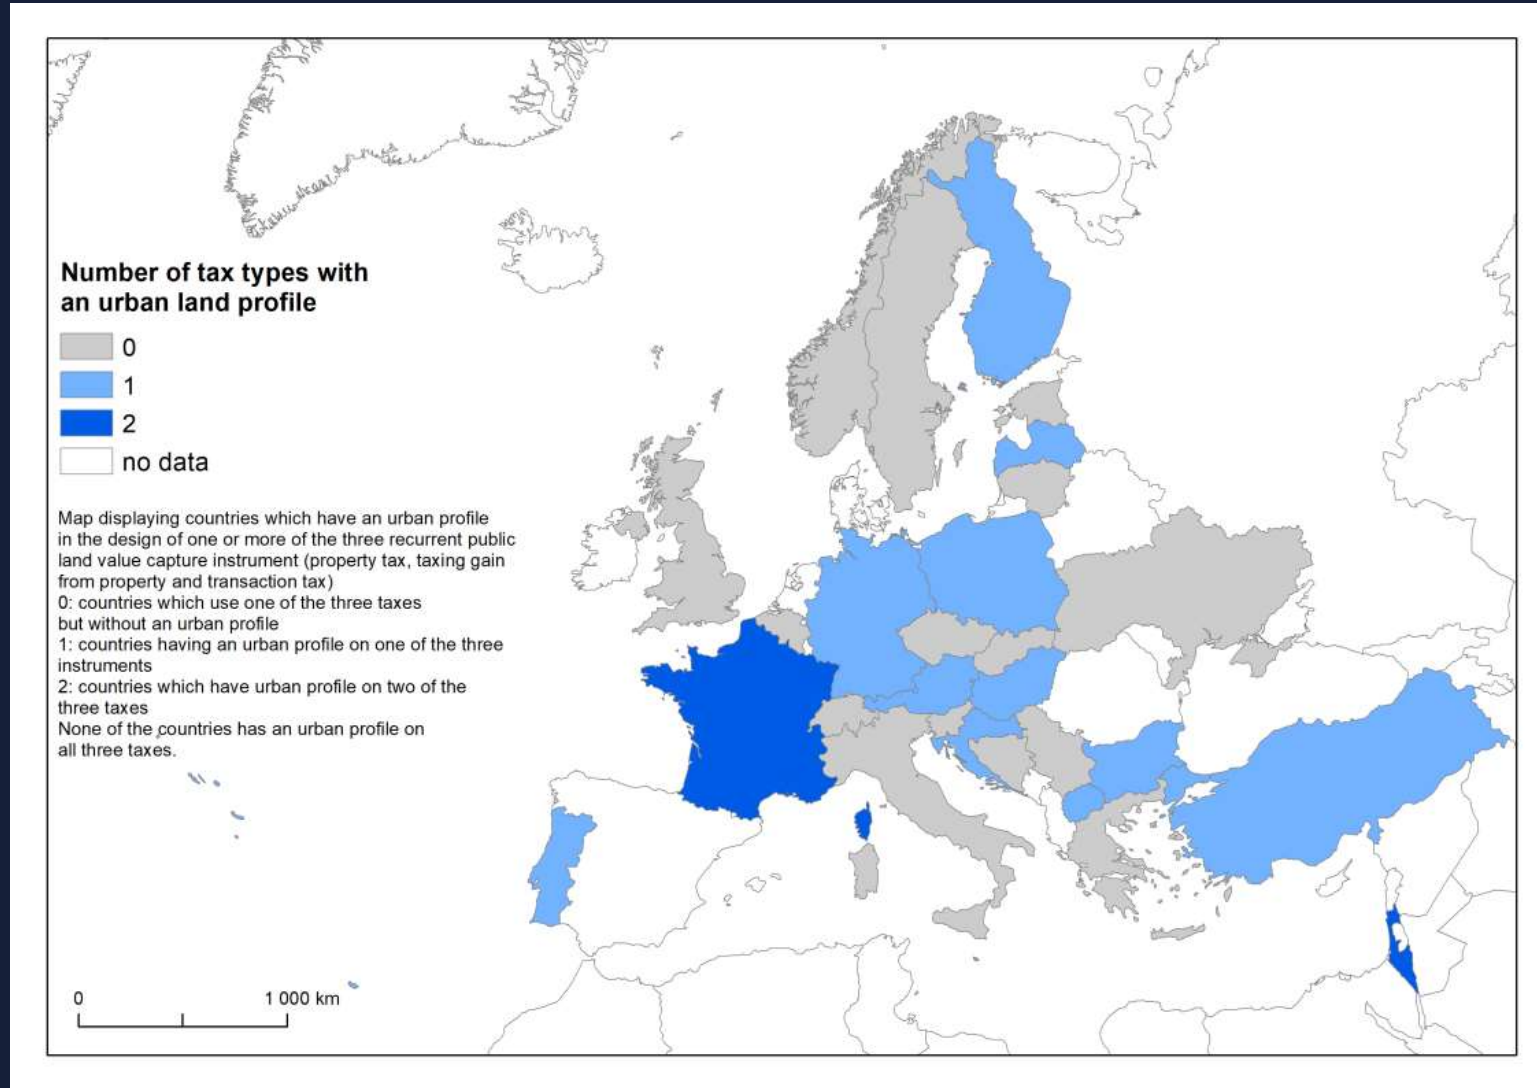 Number of tax types with
an urban land profile
0
1
2
no data
Map displaying countries which have an urban profile
in the design of one or more of the three recurrent public
land value capture instrument (property tax, taxing gain
from property and transaction tax)
0: countries which use one of the three taxes
but without an urban profile
1: countries having an urban profile on one of the three
instruments
2: countries which have urban profile on two of the
three taxes
None of the countries has an urban profile on
all three taxes.
0 1 000 km